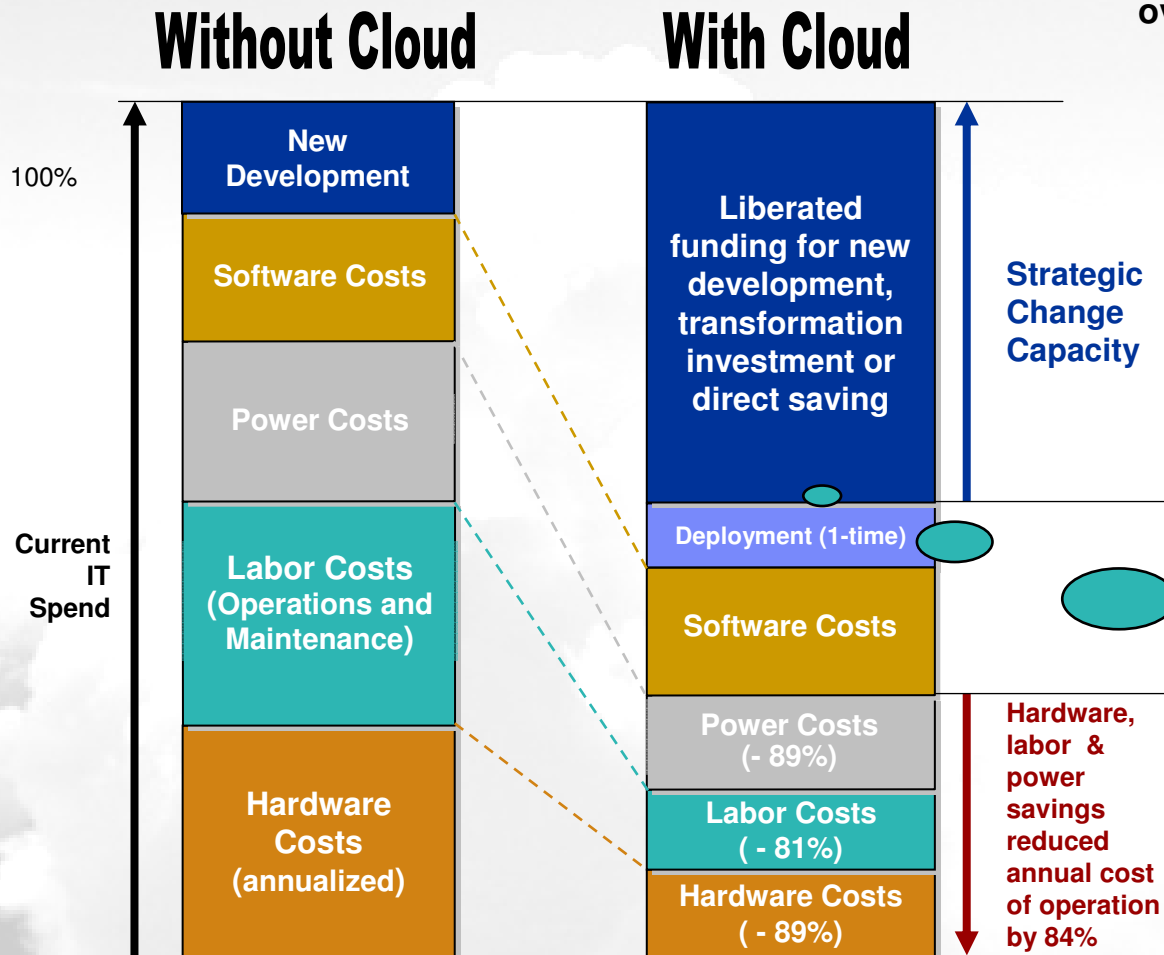 Without Cloud
With Cloud
100%
Current
IT
Spend
New
Development
Software Costs
Power Costs
Labor Costs
(Operations and
Maintenance)
Hardware
Costs
(annualized)
Liberated
funding for new
development,
transformation
investment or
direct saving
Deployment (1-time)
Software Costs
Power Costs
(- 89%)
Labor Costs
( - 81%)
Hardware Costs
( - 89%)
Strategic
Change
Capacity
Hardware,
labor &
power
savings
reduced
annual cost
of operation
by 84%